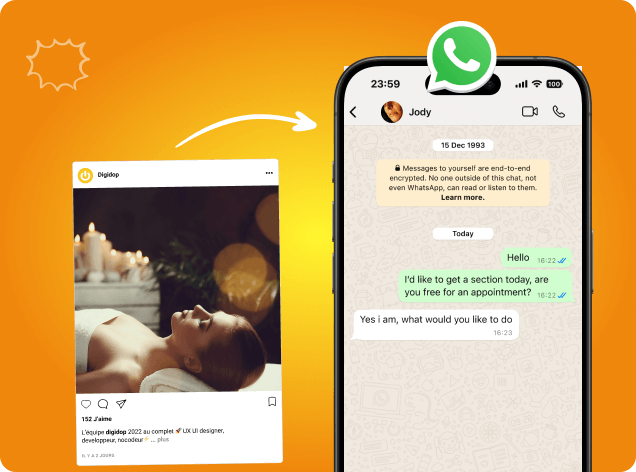 Digidop
152 J'aime
L'équipe digidop 2022 au complet 🚀 UX UI designer,
developpeur, nocodeur ... plus
IL Y A 2 JOURS
23:59
100
Jody
15 Dec 1993
Messages to yourself are end-to-end
encrypted. No one outside of this chat, not
even WhatsApp, can read or listen to them.
Learn more.
Today
Hello
16:22
I'd like to get a section today, are
you free for an appointment?
16:22
Yes i am, what would you like to do
16:23